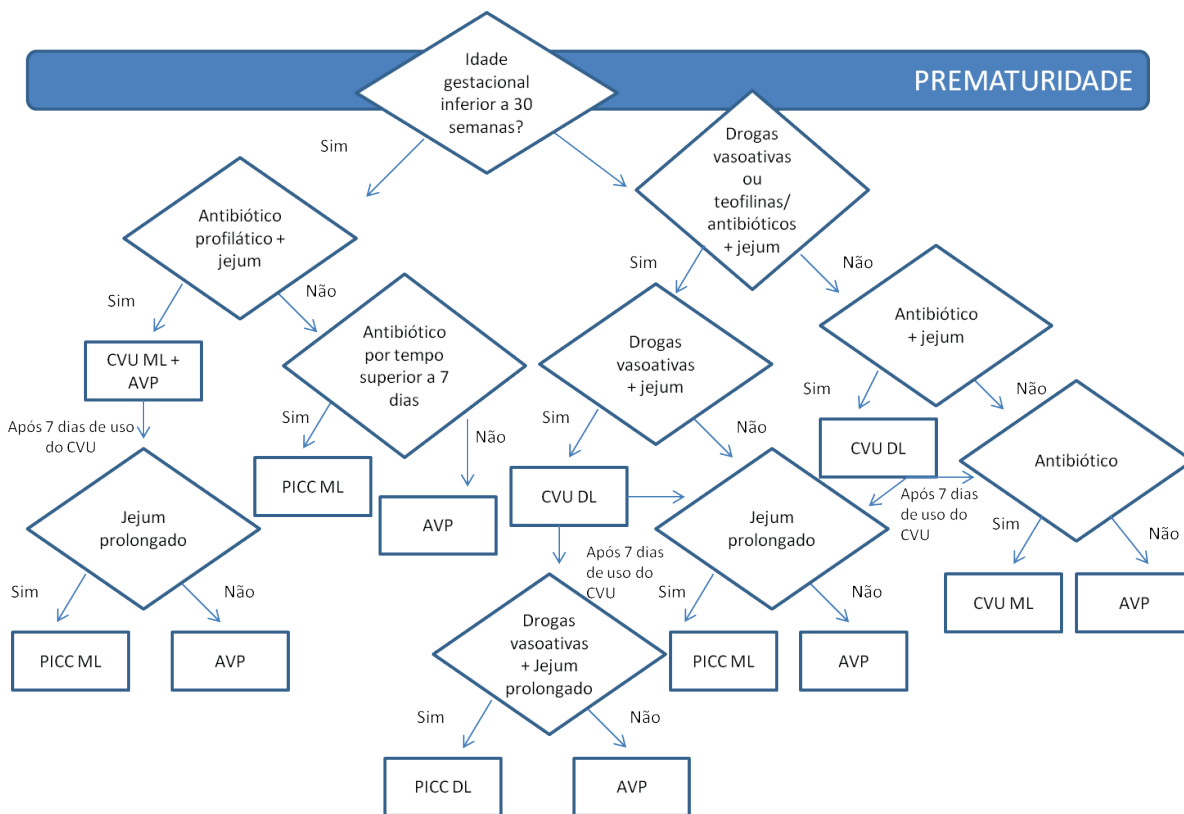 PREMATURIDADE
Idade
gestacional
inferior a 30
semanas?
Sim
Drogas
vasoativas
ou
teofilinas/
antibióticos
+ jejum
Antibiótico
profilático +
jejum
Sim
Não
Sim
Não
Antibiótico
por tempo
superior a 7
dias
Drogas
vasoativas
+ jejum
Antibiótico
+ jejum
CVU ML +
AVP
Sim
Não
Sim
Não
Sim
Não
Após 7 dias de uso
do CVU
PICC ML
AVP
CVU DL
CVU DL
Antibiótico
Jejum
prolongado
Jejum
prolongado
Após 7 dias
de uso do
CVU
Após 7 dias
de uso do
CVU
Sim
Não
Sim
Não
Sim
Não
CVU ML
AVP
PICC ML
AVP
Drogas
vasoativas
+ Jejum
prolongado
PICC ML
AVP
Sim
Não
PICC DL
AVP